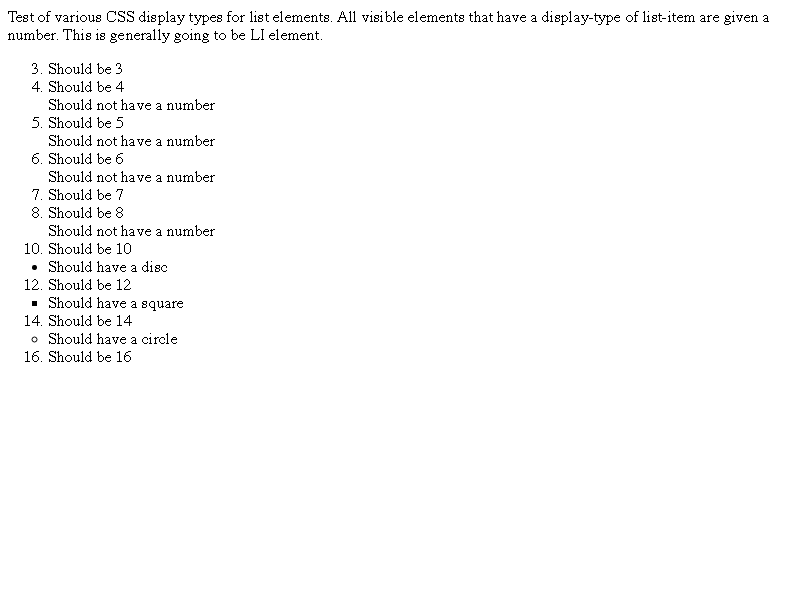 Test of various CSS display types for list elements. All visible elements that have a display-type of list-item are given a
number. This is generally going to be LI element.
3. Should be 3
4. Should be 4
Should not have a number
5. Should be 5
Should not have a number
6. Should be 6
Should not have a number
7. Should be 7
8. Should be 8
Should not have a number
10. Should be 10
• Should have a disc
12. Should be 12
▪ Should have a square
14. Should be 14
◦ Should have a circle
16. Should be 16